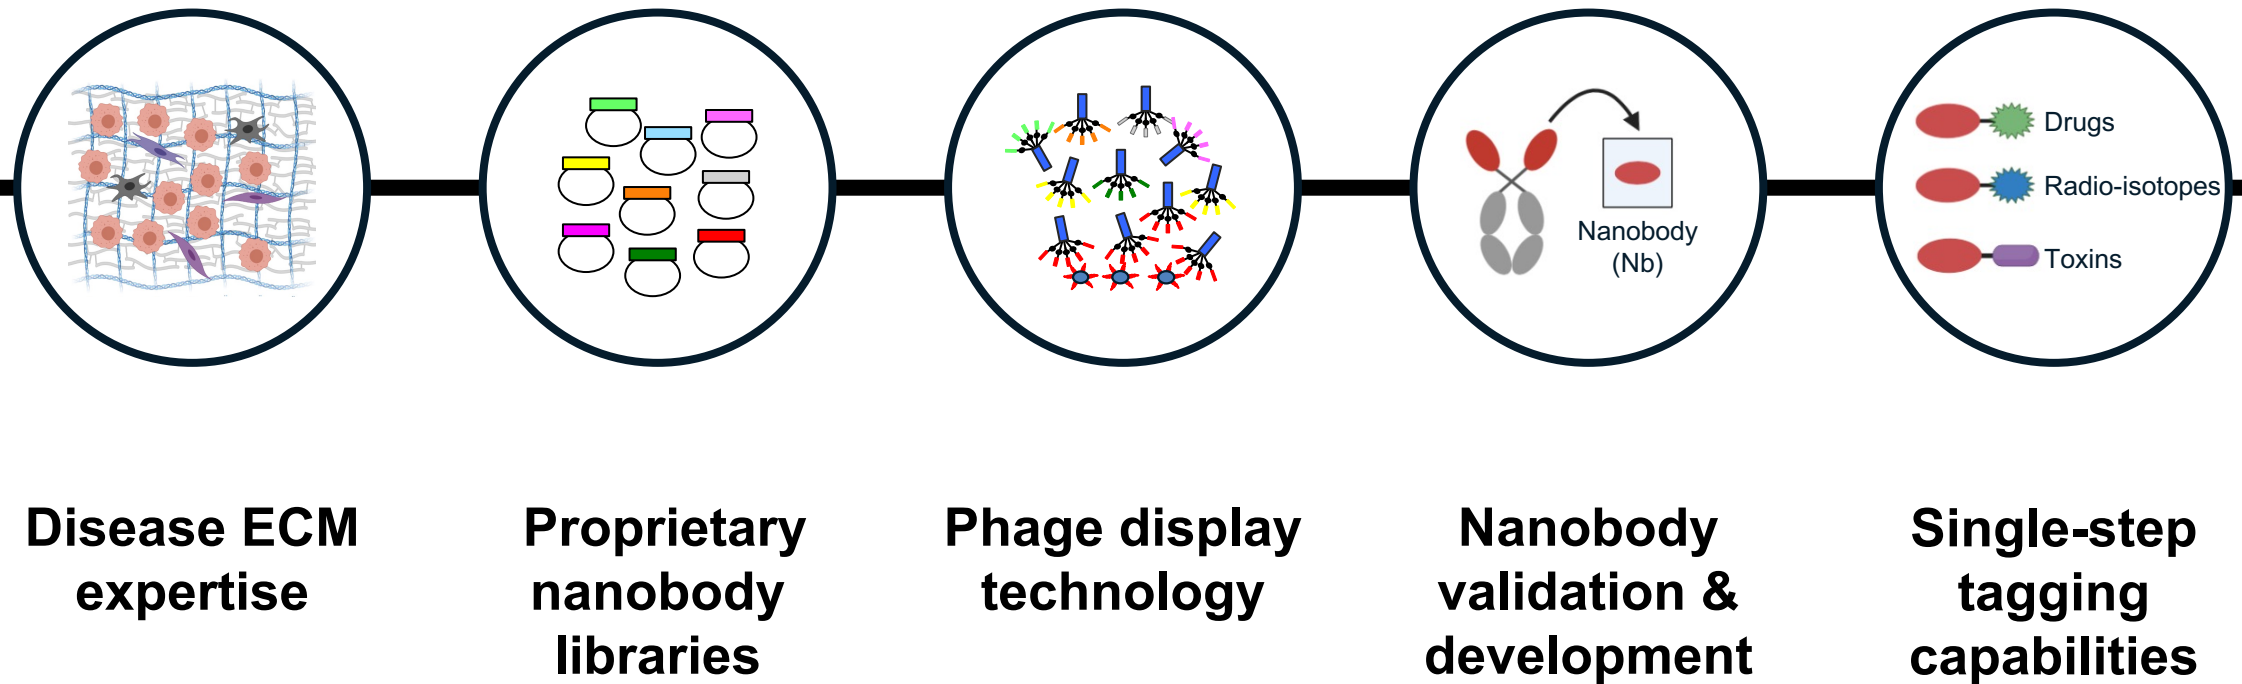 Nanobody
(Nb)
Drugs
Radio-isotopes
Toxins
Disease ECM
expertise
Proprietary
nanobody
libraries
Phage display
technology
Nanobody
validation &
development
Single-step
tagging
capabilities